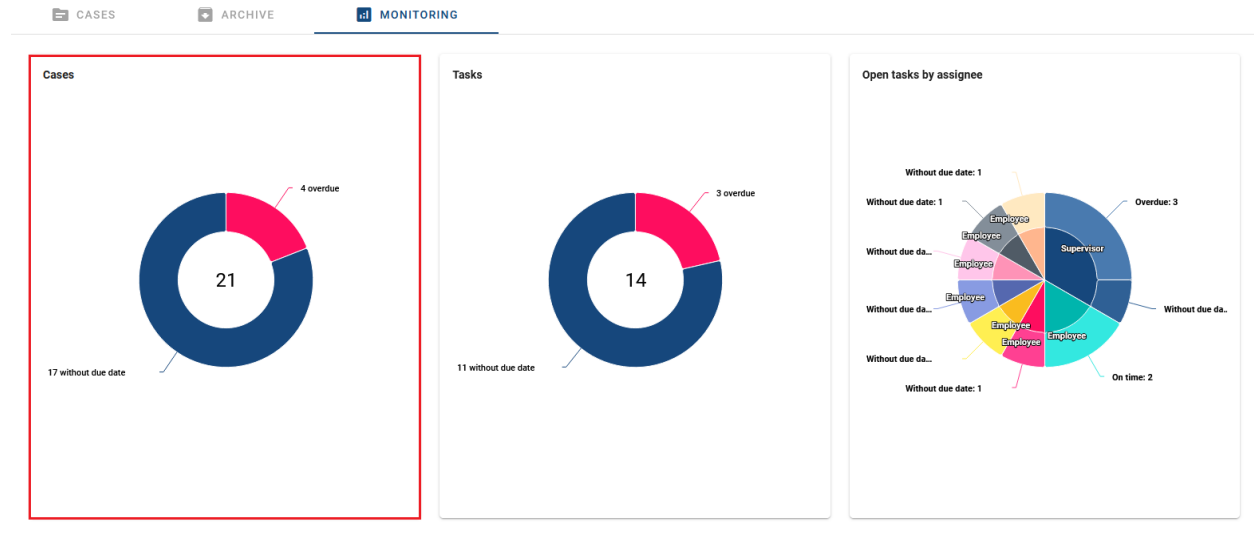 CASES
ARCHIVE
MONITORING
Cases
4 overdue
21
17 without due date
Tasks
3 overdue
14
11 without due date
Open tasks by assignee
Without due date: 1
Without due date: 1
Overdue: 3
Employee
Employee
Supervisor
Without due da...
Employee
Employee
Without due da...
Without due da..
Employee
Employee
Employee
Without due da...
On time: 2
Without due date: 1